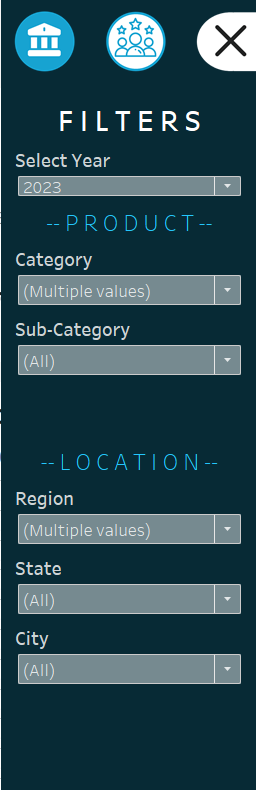 FILTERS
Select Year
2023
--PRODUCT--
Category
(Multiple values)
Sub-Category
(All)
--LOCATION--
Region
(Multiple values)
State
(All)
City
(All)